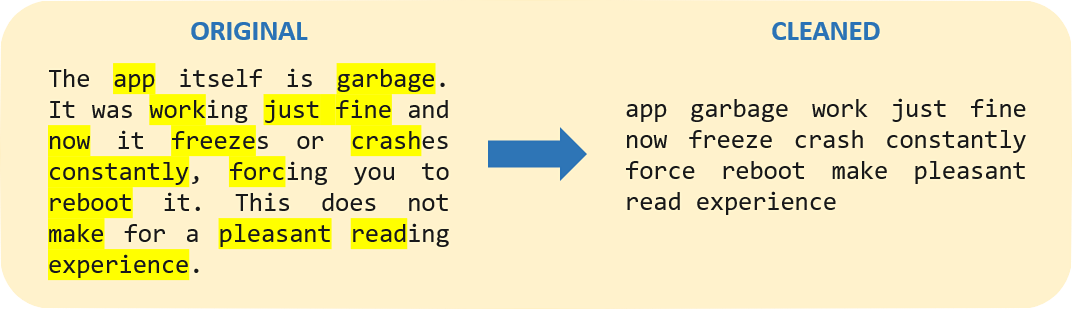 ORIGINAL
The app itself is garbage.
It was working just fine and
now it freezes or crashes
constantly, forcing you to
reboot it. This does not
make for a pleasant reading
experience.
CLEANED
app garbage work just fine
now freeze crash constantly
force reboot make pleasant
read experience